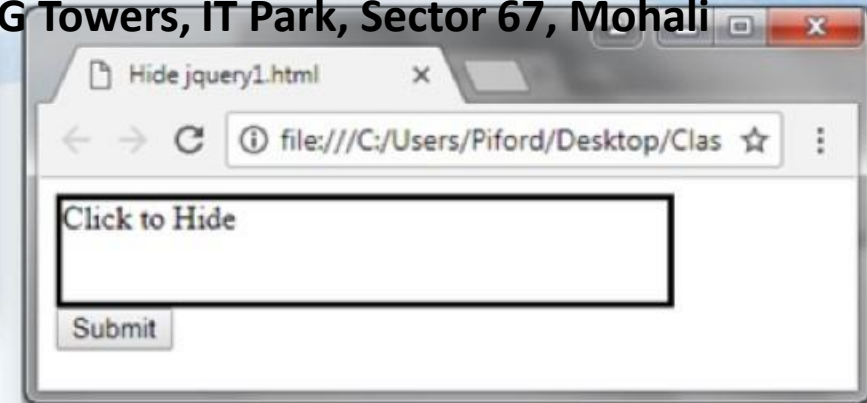 G Towers, IT Park, Sector 67, Mohali
Hide jquery1.html
file:///C:/Users/Piford/Desktop/Clas
Click to Hide
Submit